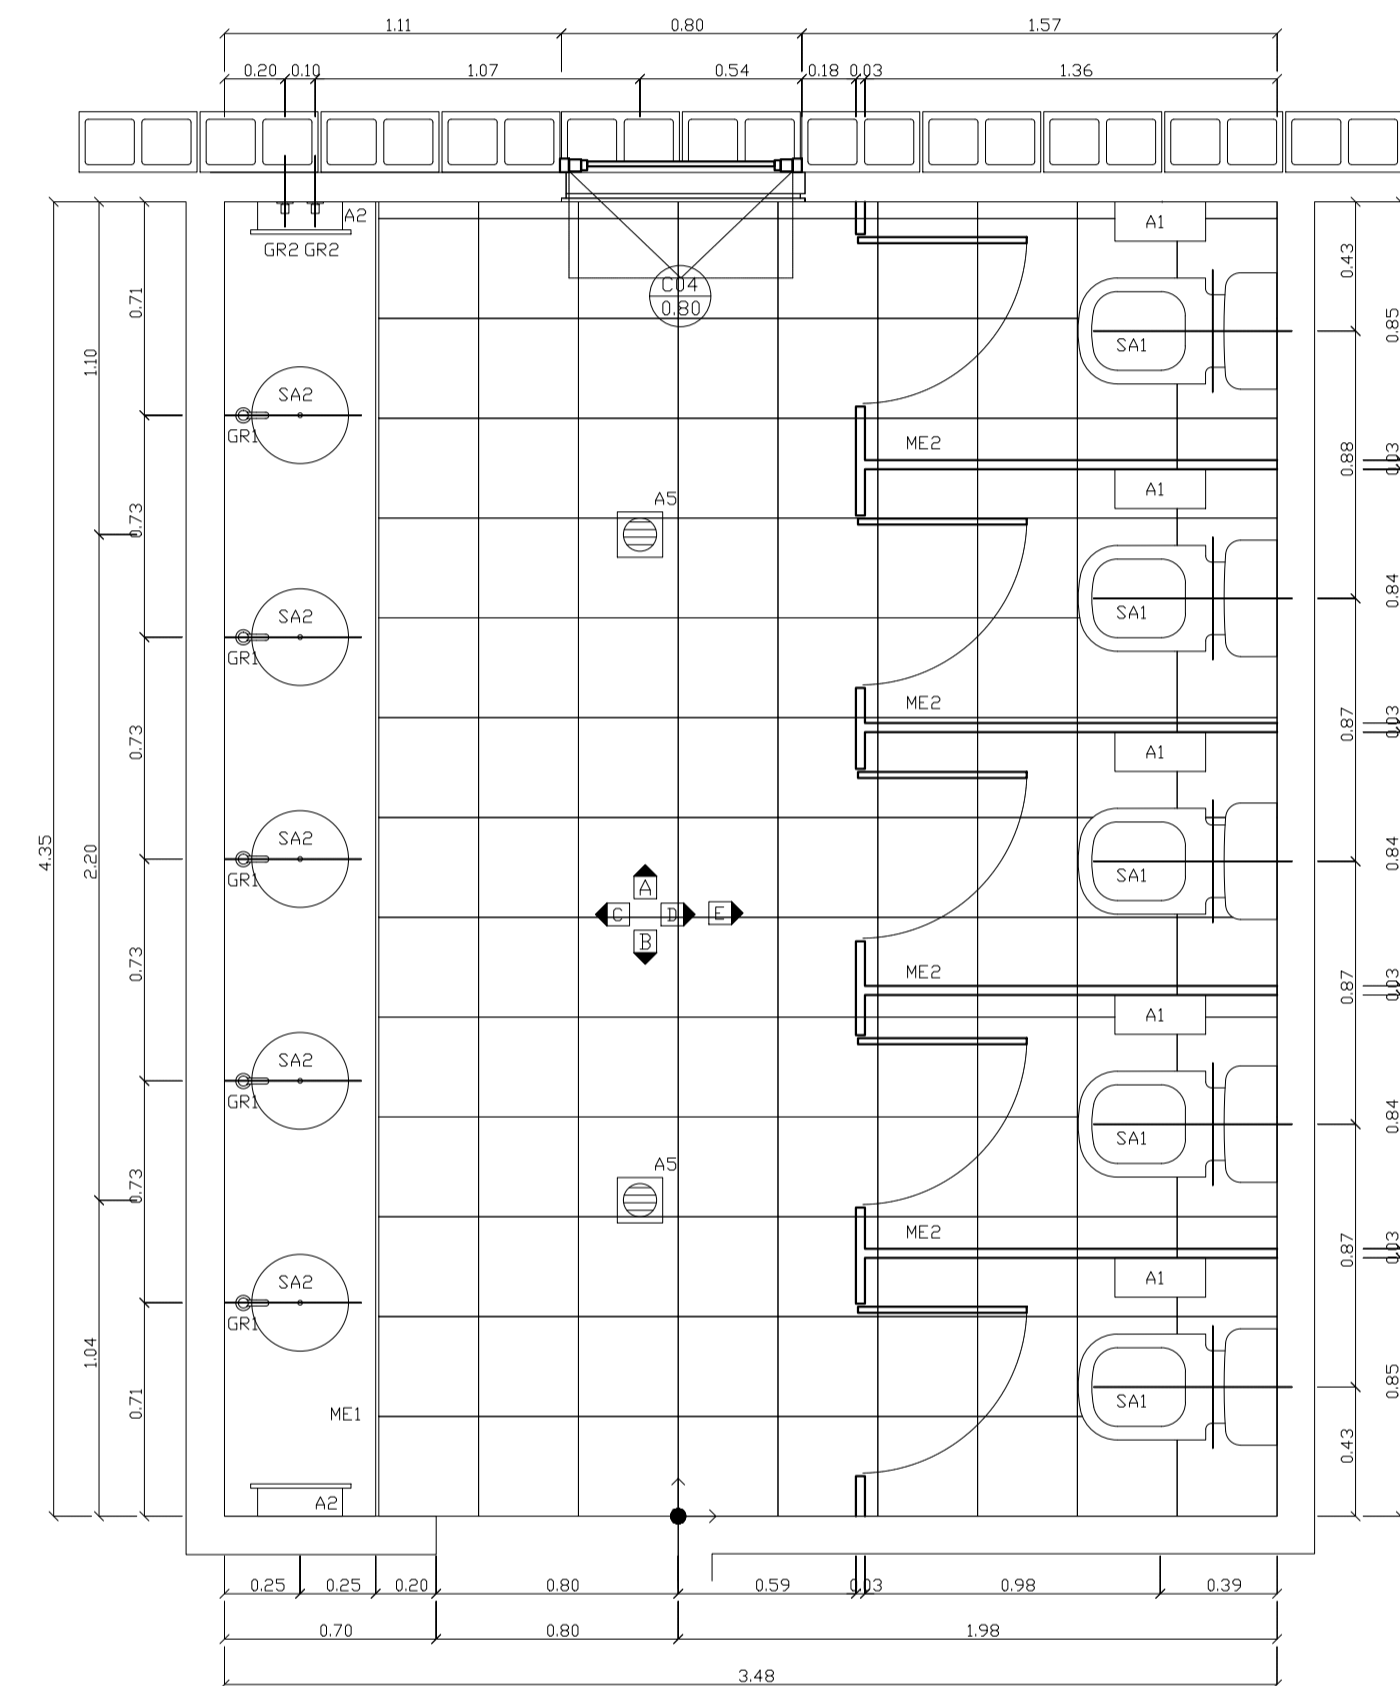 1.11 0.80 1.57
0.20 0.10 1.07 0.54 0.18 0.03 1.36
A2
GR2 GR2
A1
C04
0.80
0.43
0.71
0.85
SA1
1.10
SA2
GR1
ME2
0.88
0.03
A1
A5
0.73
0.84
SA1
SA2
GR1
ME2
0.87
0.03
0.73
A1
SA2
GR1
SA1
0.84
4.35
2.20
A
C D E
B
0.73
ME2
0.87
0.03
A1
SA2
GR1
SA1
0.84
A5
0.73
ME2
0.87
0.03
A1
SA2
GR1
1.04
0.71
ME1
SA1
0.85
0.43
A2
0.25 0.25 0.20 0.80 0.59 0.03 0.98 0.39
0.70 0.80 1.98
3.48